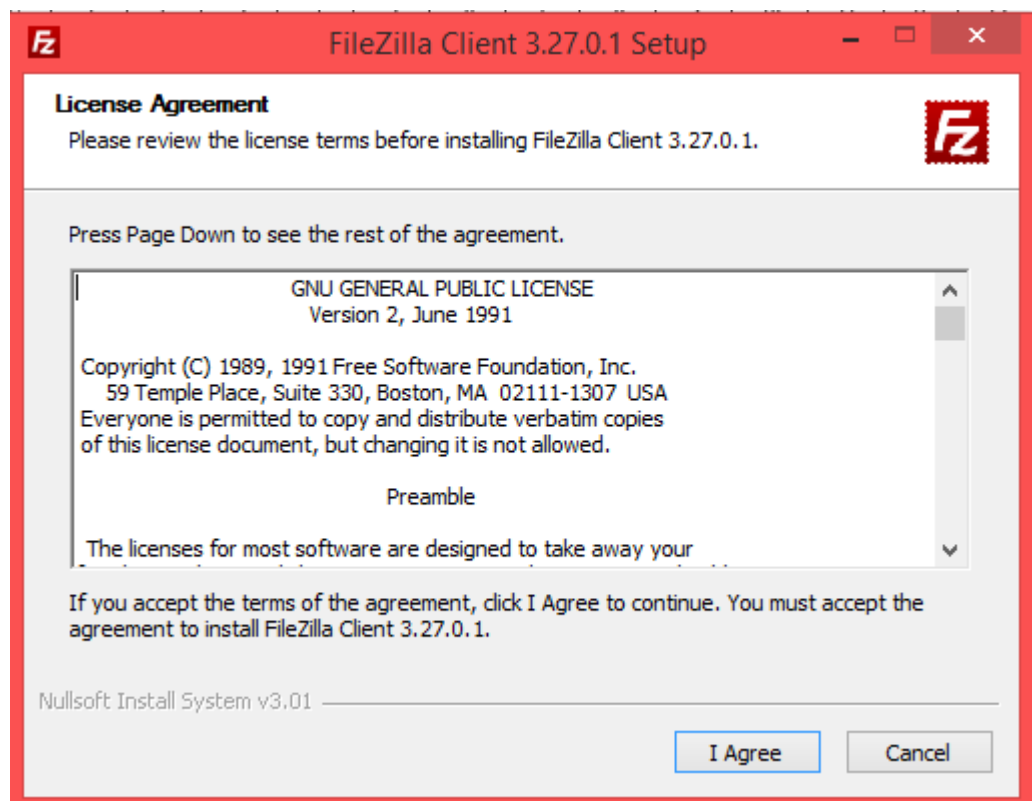 Fz
FileZilla Client 3.27.0.1 Setup
License Agreement
Please review the license terms before installing FileZilla Client 3.27.0.1.
Fz
Press Page Down to see the rest of the agreement.
GNU GENERAL PUBLIC LICENSE
Version 2, June 1991
Copyright (C) 1989, 1991 Free Software Foundation, Inc.
59 Temple Place, Suite 330, Boston, MA 02111-1307 USA
Everyone is permitted to copy and distribute verbatim copies
of this license document, but changing it is not allowed.
Preamble
The licenses for most software are designed to take away your
If you accept the terms of the agreement, click I Agree to continue. You must accept the
agreement to install FileZilla Client 3.27.0.1.
Nullsoft Install System v3.01
I Agree
Cancel